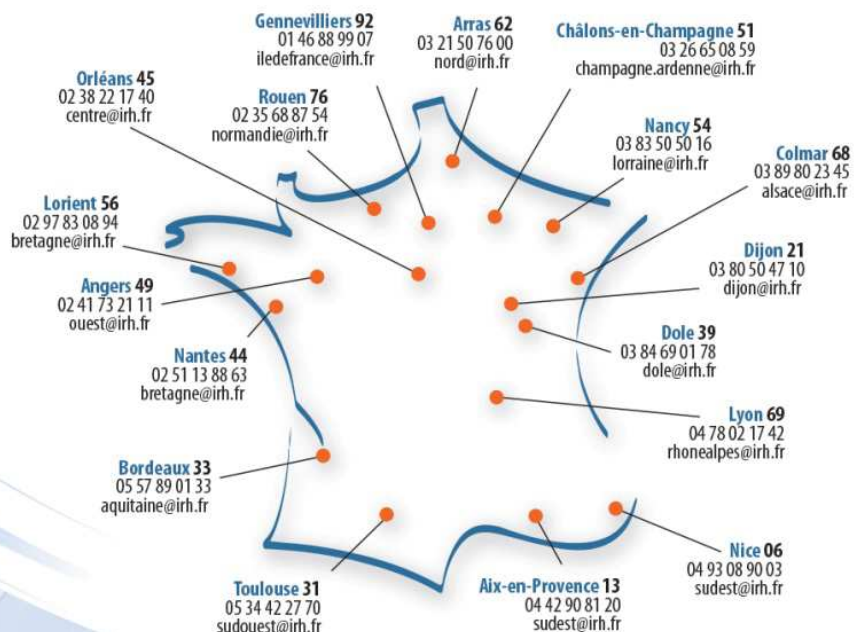 Gennevilliers 92
01 46 88 99 07
iledefrance@irh.fr
Arras 62
03 21 50 76 00
nord@irh.fr
Châlons-en-Champagne 51
03 26 65 08 59
champagne.ardenne@irh.fr
Orléans 45
02 38 22 17 40
centre@irh.fr
Rouen 76
02 35 68 87 54
normandie@irh.fr
Nancy 54
03 83 50 50 16
lorraine@irh.fr
Colmar 68
03 89 80 23 45
alsace@irh.fr
Lorient 56
02 97 83 08 94
bretagne@irh.fr
Dijon 21
03 80 50 47 10
dijon@irh.fr
Angers 49
02 41 73 21 11
ouest@irh.fr
Dole 39
03 84 69 01 78
dole@irh.fr
Nantes 44
02 51 13 88 63
bretagne@irh.fr
Lyon 69
04 78 02 17 42
rhonealpes@irh.fr
Bordeaux 33
05 57 89 01 33
aquitaine@irh.fr
Nice 06
04 93 08 90 03
sudest@irh.fr
Toulouse 31
05 34 42 27 70
sudouest@irh.fr
Aix-en-Provence 13
04 42 90 81 20
sudest@irh.fr